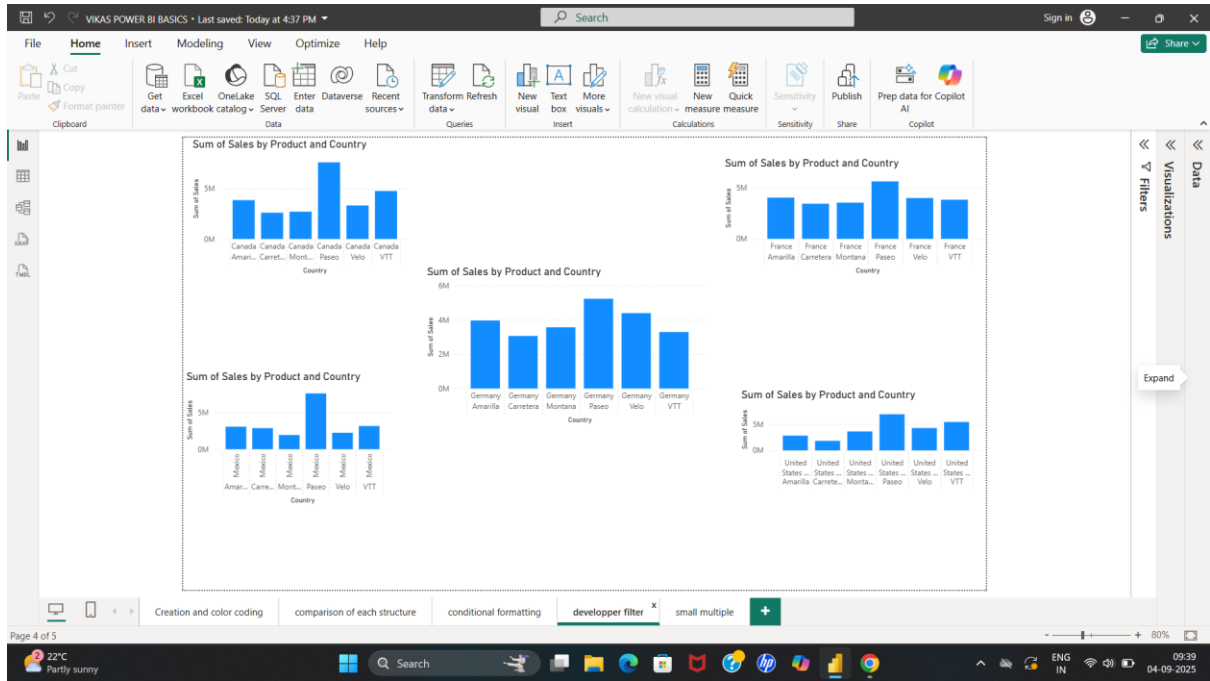 VIKAS POWER BI BASICS • Last saved: Today at 4:37 PM
Search
Sign in
File Home Insert Modeling View Optimize Help
Share
Paste
Cut
Copy
Format painter
Clipboard
Get data
Excel workbook
OneLake catalog
SQL Server
Enter data
Dataverse
Recent sources
Data
Transform data
Refresh
Queries
New visual
Text box
More visuals
Insert
New visual calculation
New measure
Quick measure
Calculations
Sensitivity
Sensitivity
Publish
Share
Prep data for AI
Copilot
Copilot
Sum of Sales by Product and Country
Sum of Sales
5M
0M
Canada Canada Canada Canada Canada Canada
Amari... Carret... Mont... Paseo Velo VTT
Country
Sum of Sales by Product and Country
Sum of Sales
5M
0M
France France France France France France
Amarilla Carretera Montana Paseo Velo VTT
Country
Sum of Sales by Product and Country
Sum of Sales
6M
4M
2M
0M
Germany Germany Germany Germany Germany Germany
Amarilla Carretera Montana Paseo Velo VTT
Country
Sum of Sales by Product and Country
Sum of Sales
5M
0M
Mexico Mexico Mexico Mexico Mexico Mexico
Amar... Carre... Mont... Paseo Velo VTT
Country
Sum of Sales by Product and Country
Sum of Sales
5M
0M
United United United United United United
States ... States ... States ... States ... States ... States ...
Amarilla Carrete... Monta... Paseo Velo VTT
Filters
Visualizations
Data
Expand
DAX
TMDL
Creation and color coding
comparison of each structure
conditional formatting
developper filter x
small multiple
+
Page 4 of 5
- + 80%
2
22°C
Partly sunny
Search
hp
ENG
IN
09:39
04-09-2025